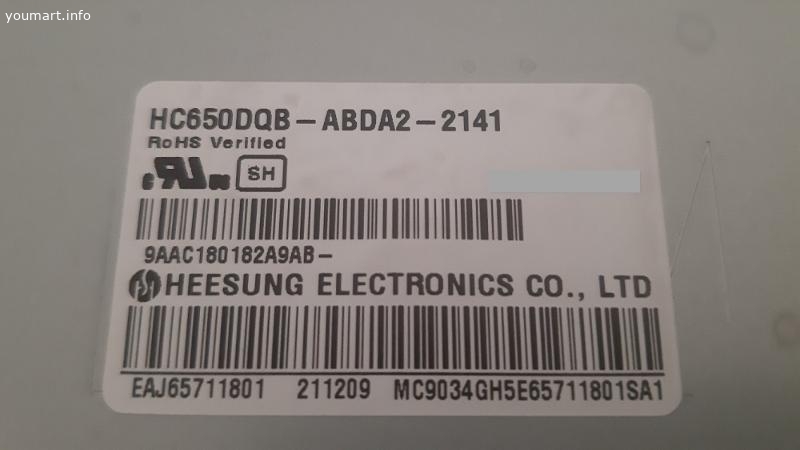 youmart.info
HC650DQB-ABDA2-2141
RoHS Verified
SH
9AAC180182A9AB-
HEESUNG ELECTRONICS CO., LTD
EAJ65711801 211209 MC9034GH5E65711801SA1